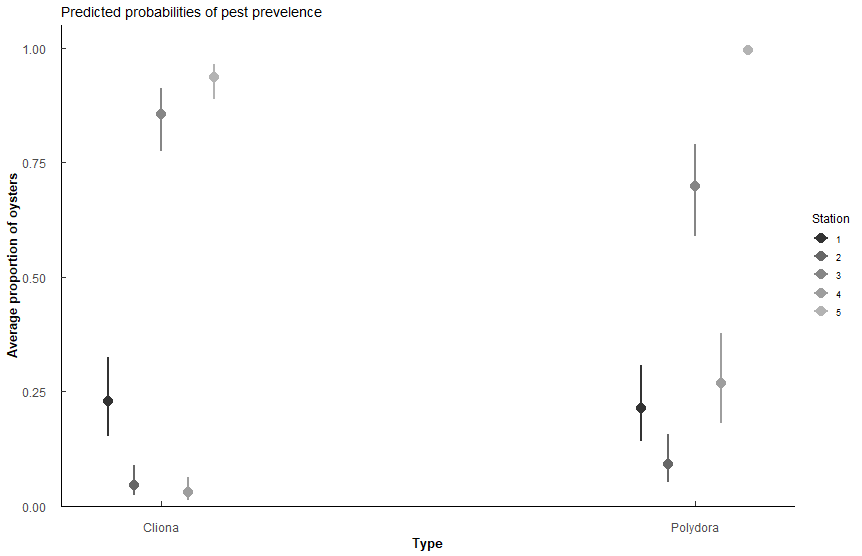 Predicted probabilities of pest prevelence
Average proportion of oysters
1.00
0.75
0.50
0.25
0.00
Cliona
Polydora
Type
Station
1
2
3
4
5